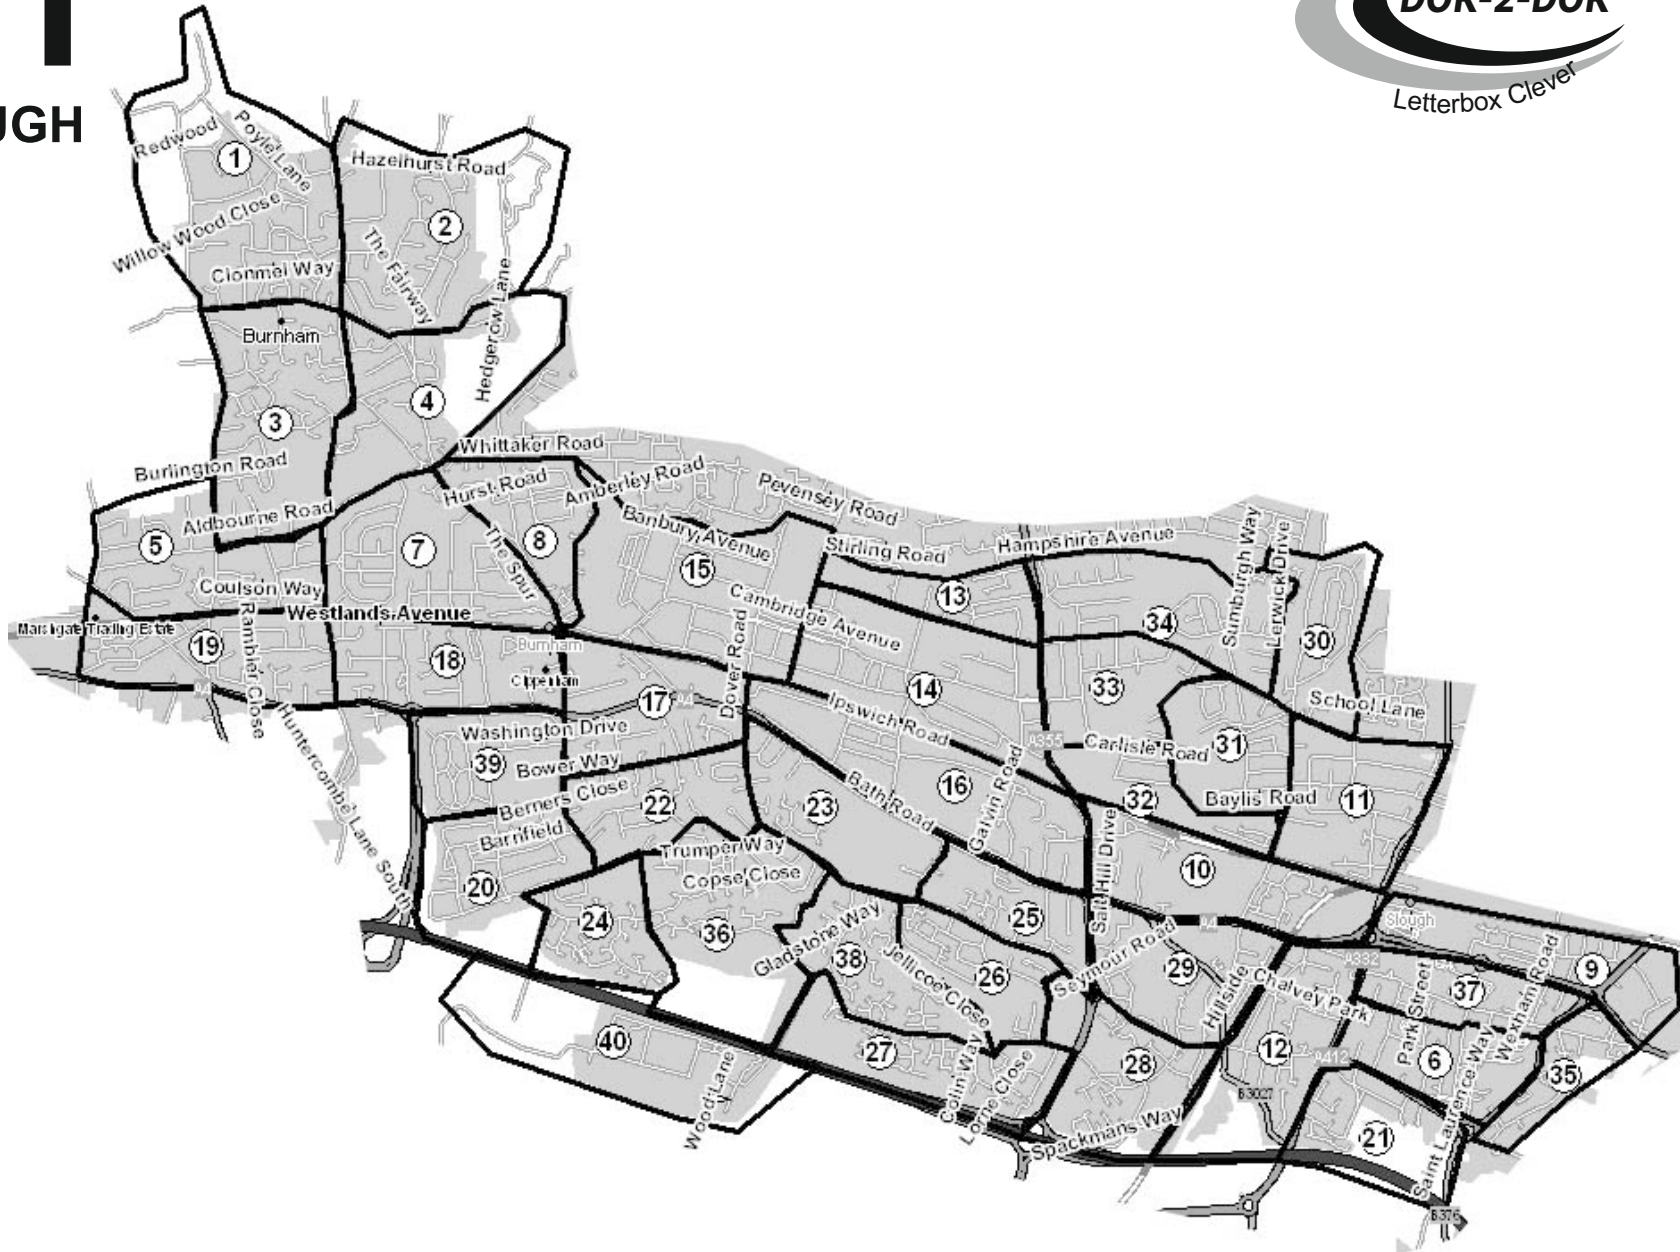 DOR-2-DOR
Letterbox Clever
UGH
Redwood
Poyle Lane
1
Hazelhurst Road
2
Willow Wood Close
The Fairway
Clonmel Way
Hedgerow Lane
Burnham
4
3
Whittaker Road
Burlington Road
Hurst Road
Amberley Road
Pevensey Road
Aldbourne Road
Banbury Avenue
Stirling Road
Hampshire Avenue
Sumburgh Way
Lerwick Drive
5
7
The Spur
8
15
13
Coulson Way
Cambridge Avenue
34
30
Westlands Avenue
Marshgate Trading Estate
19
Rambler Close
18
Burnham
Cippenham
Dover Road
14
33
17
A4
A4
Ipswich Road
School Lane
Huntercombe Lane South
Washington Drive
A355
Carlisle Road
31
39
Bower Way
Bath Road
16
Galvin Road
32
Baylis Road
11
Berners Close
22
23
Barnfield
Trumper Way
Salt Hill Drive
10
Copse Close
20
24
36
Gladstone Way
25
A4
Slough
38
Jellicoe Close
26
Seymour Road
29
Hillside
Chalvey Park
A332
Park Street
37
Wexham Road
9
40
27
Colin Way
Lorne Close
28
12
A412
6
Saint Laurence Way
35
Wood Lane
B3027
Spackmans Way
21
B376